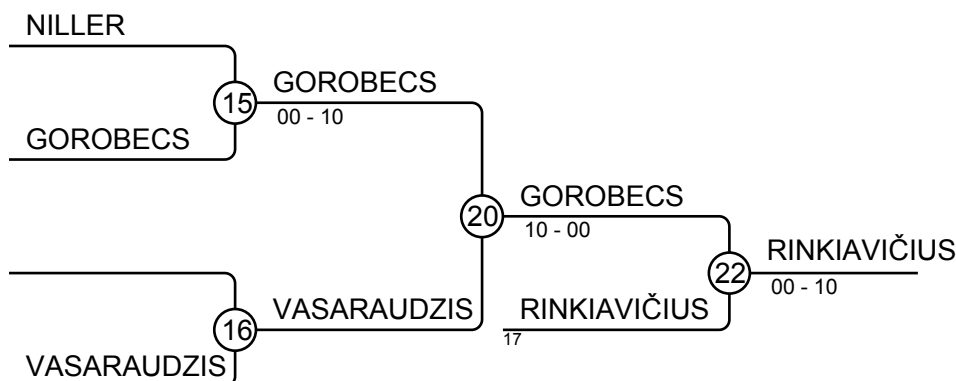 NILLER
15
GOROBECS
00 - 10
GOROBECS
20
GOROBECS
10 - 00
22
RINKIAVIČIUS
00 - 10
16
VASARAUDZIS
RINKIAVIČIUS
17
VASARAUDZIS